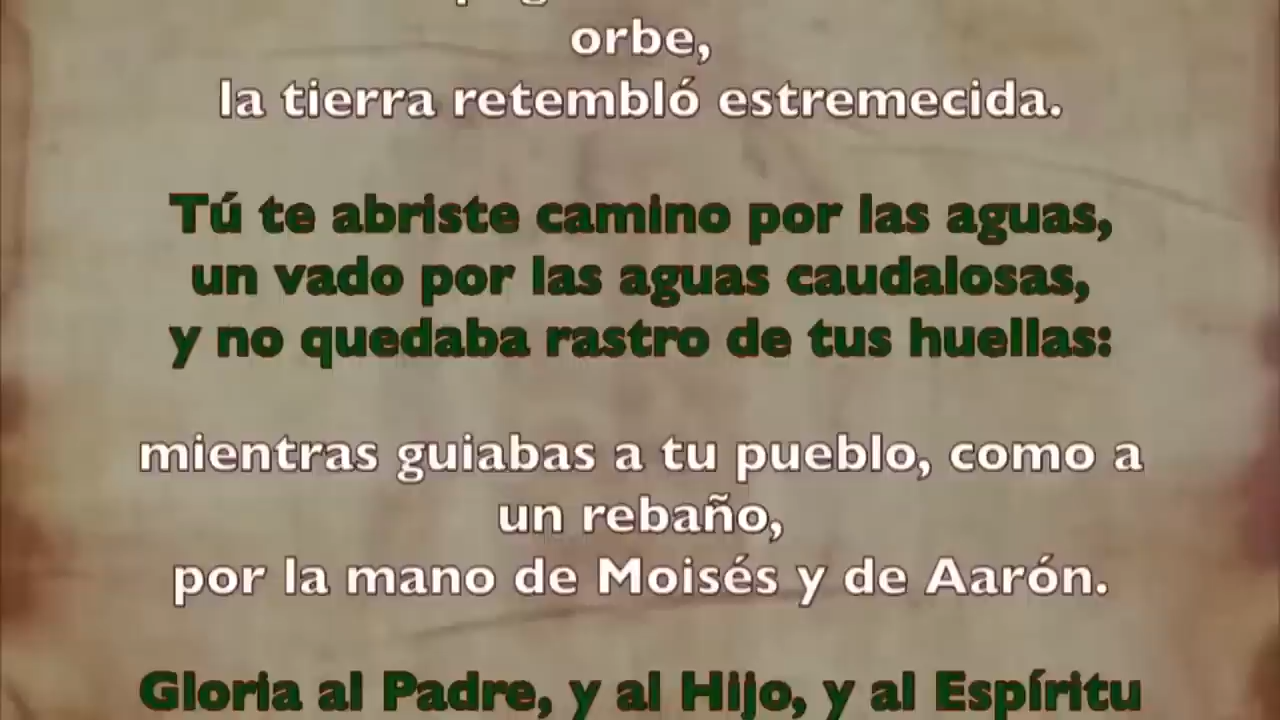 orbe,
la tierra retembló estremecida.
Tú te abriste camino por las aguas,
un vado por las aguas caudalosas,
y no quedaba rastro de tus huellas:
mientras guiabas a tu pueblo, como a
un rebaño,
por la mano de Moisés y de Aarón.
Gloria al Padre, y al Hijo, y al Espíritu